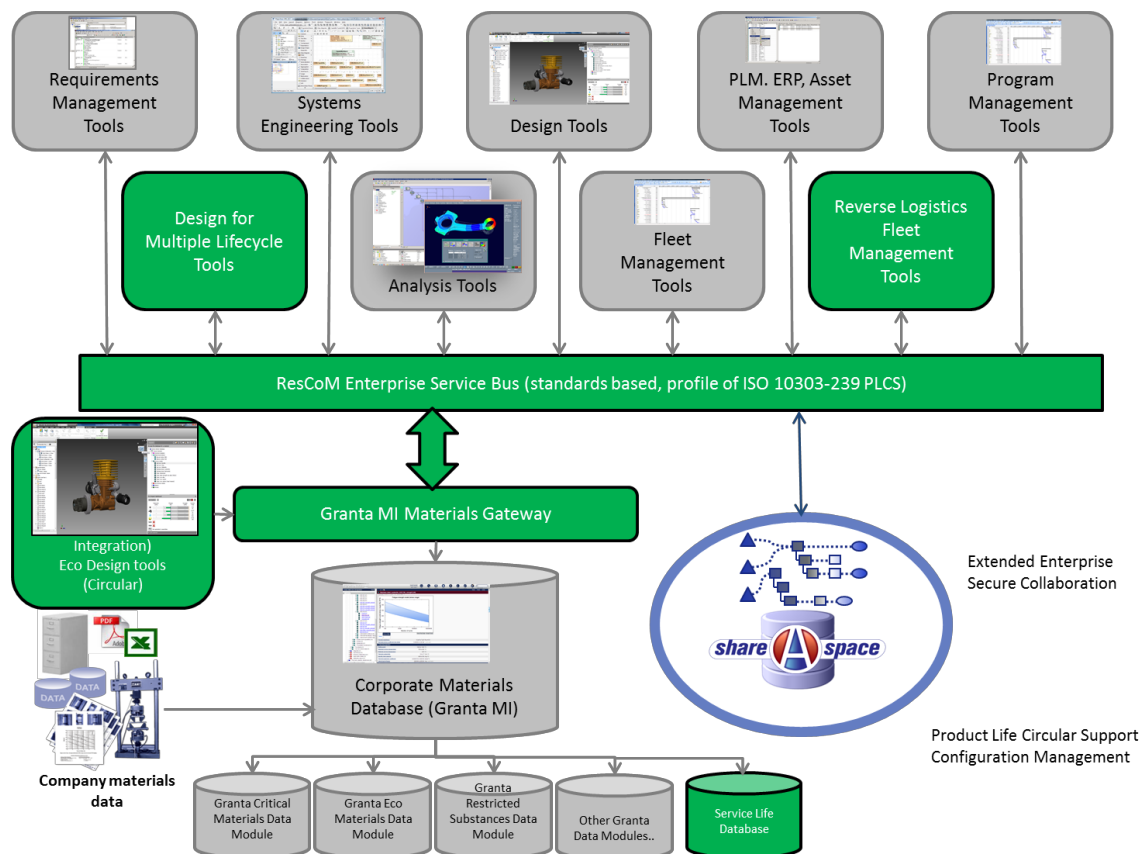 Requirements
Management
Tools
Systems
Engineering Tools
Design Tools
PLM. ERP, Asset
Management
Tools
Program
Management
Tools
Design for
Multiple Lifecycle
Tools
Analysis Tools
Fleet
Management
Tools
Reverse Logistics
Fleet
Management
Tools
ResCoM Enterprise Service Bus (standards based, profile of ISO 10303-239 PLCS)
Integration)
Eco Design tools
(Circular)
Granta MI Materials Gateway
Extended Enterprise
Secure Collaboration
share A space
PDF
Adobe
DATA
DATA
Corporate Materials
Database (Granta MI)
Product Life Circular Support
Configuration Management
Company materials
data
Granta Critical
Materials Data
Module
Granta Eco
Materials Data
Module
Granta
Restricted
Substances Data
Module
Other Granta
Data Modules..
Service Life
Database